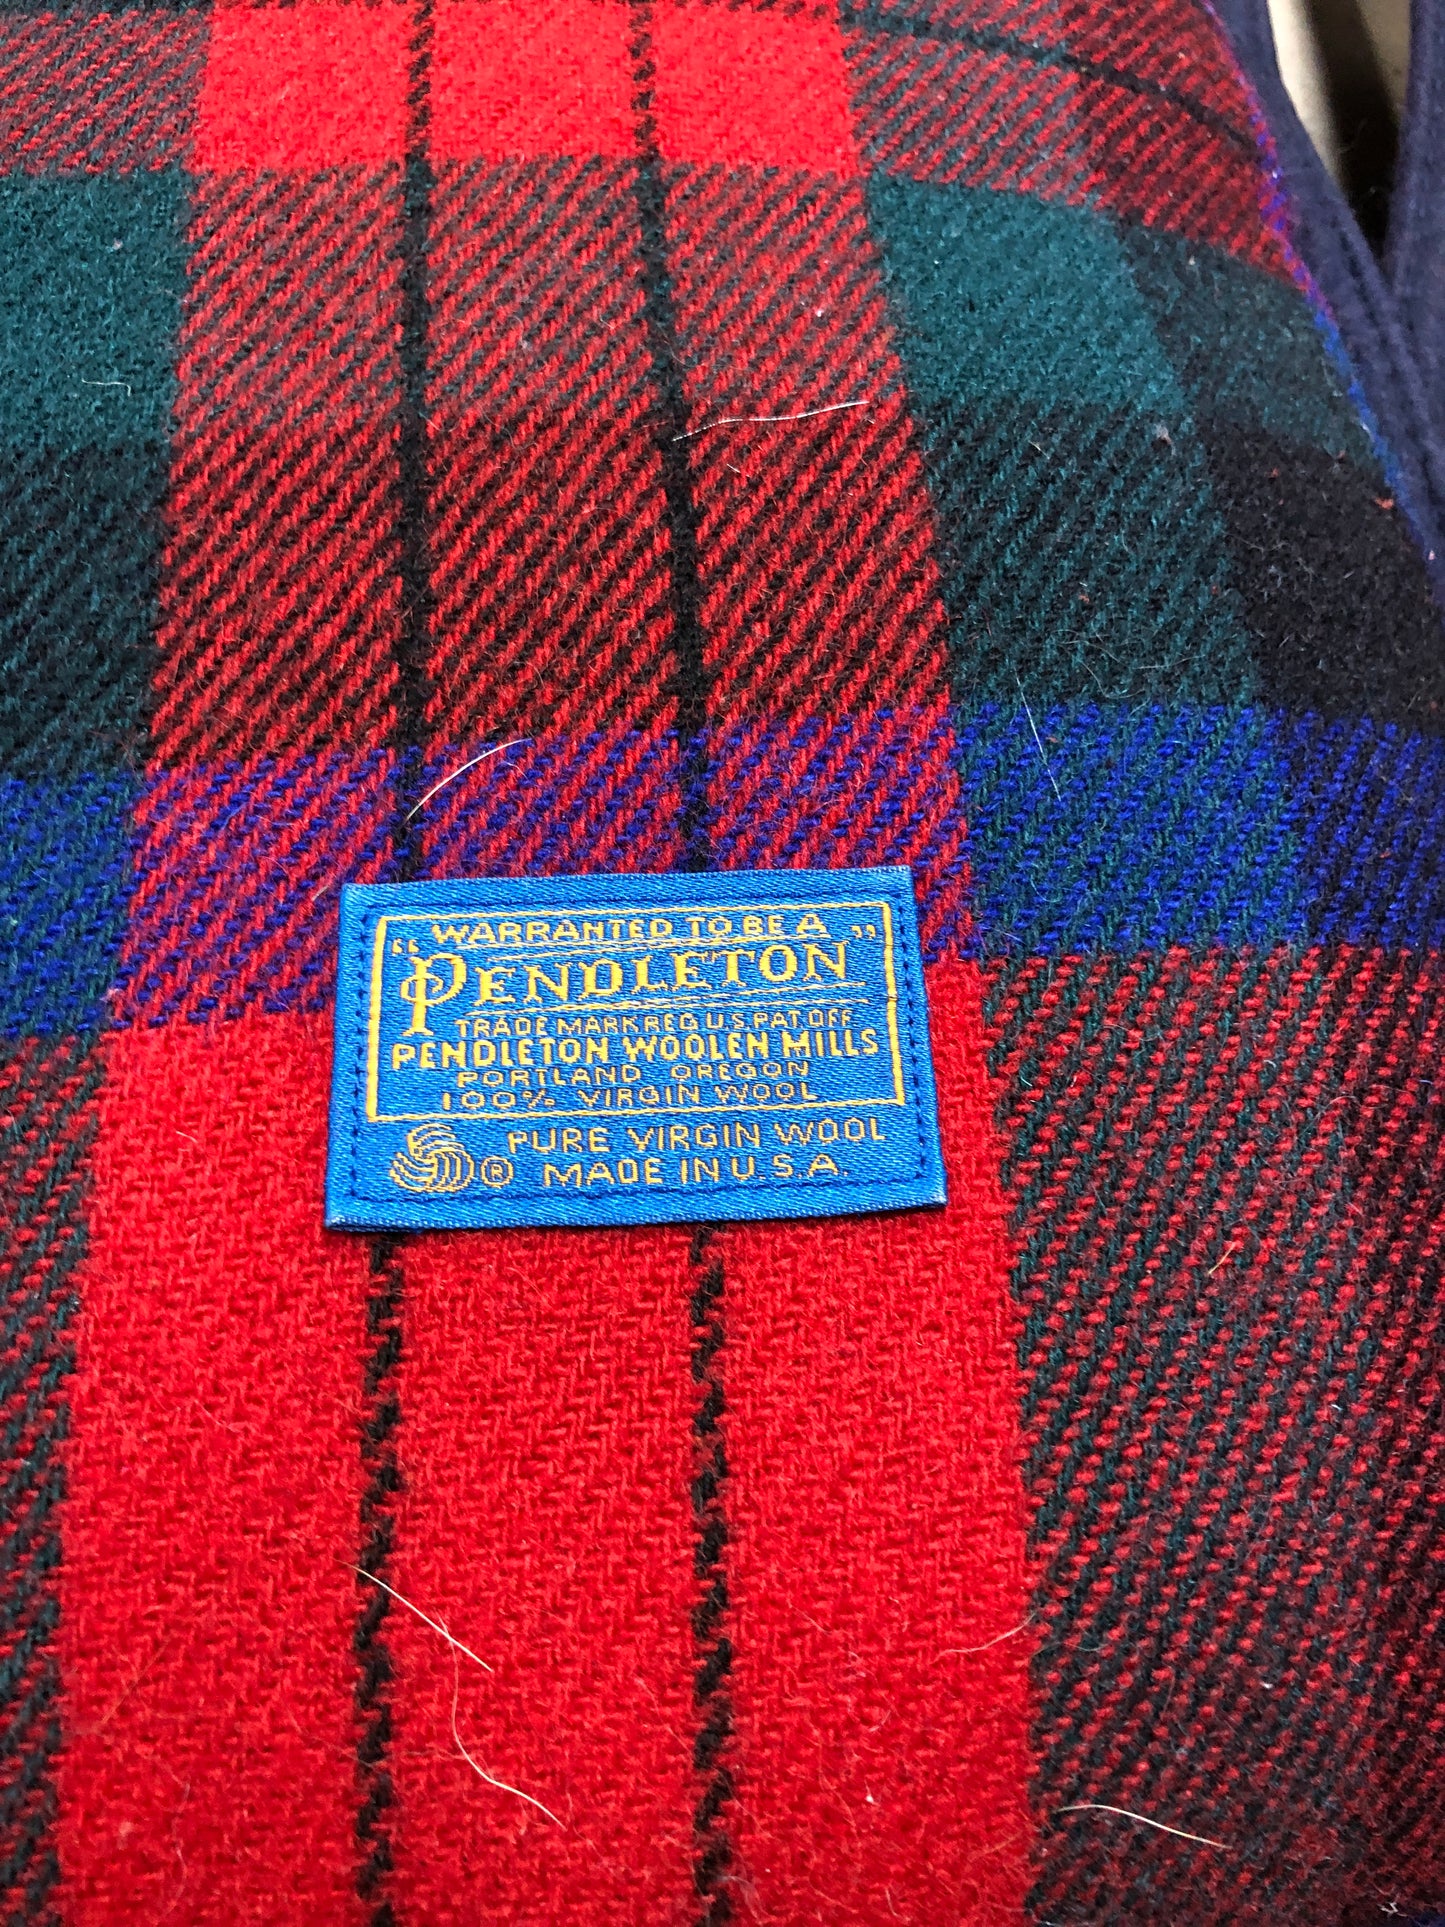 WARRANTED TO BE A
"PENDLETON"
TRADE MARK REG U.S. PAT. OFF
PENDLETON WOOLEN MILLS
PORTLAND OREGON
100% VIRGIN WOOL
PURE VIRGIN WOOL
® MADE IN U.S.A.